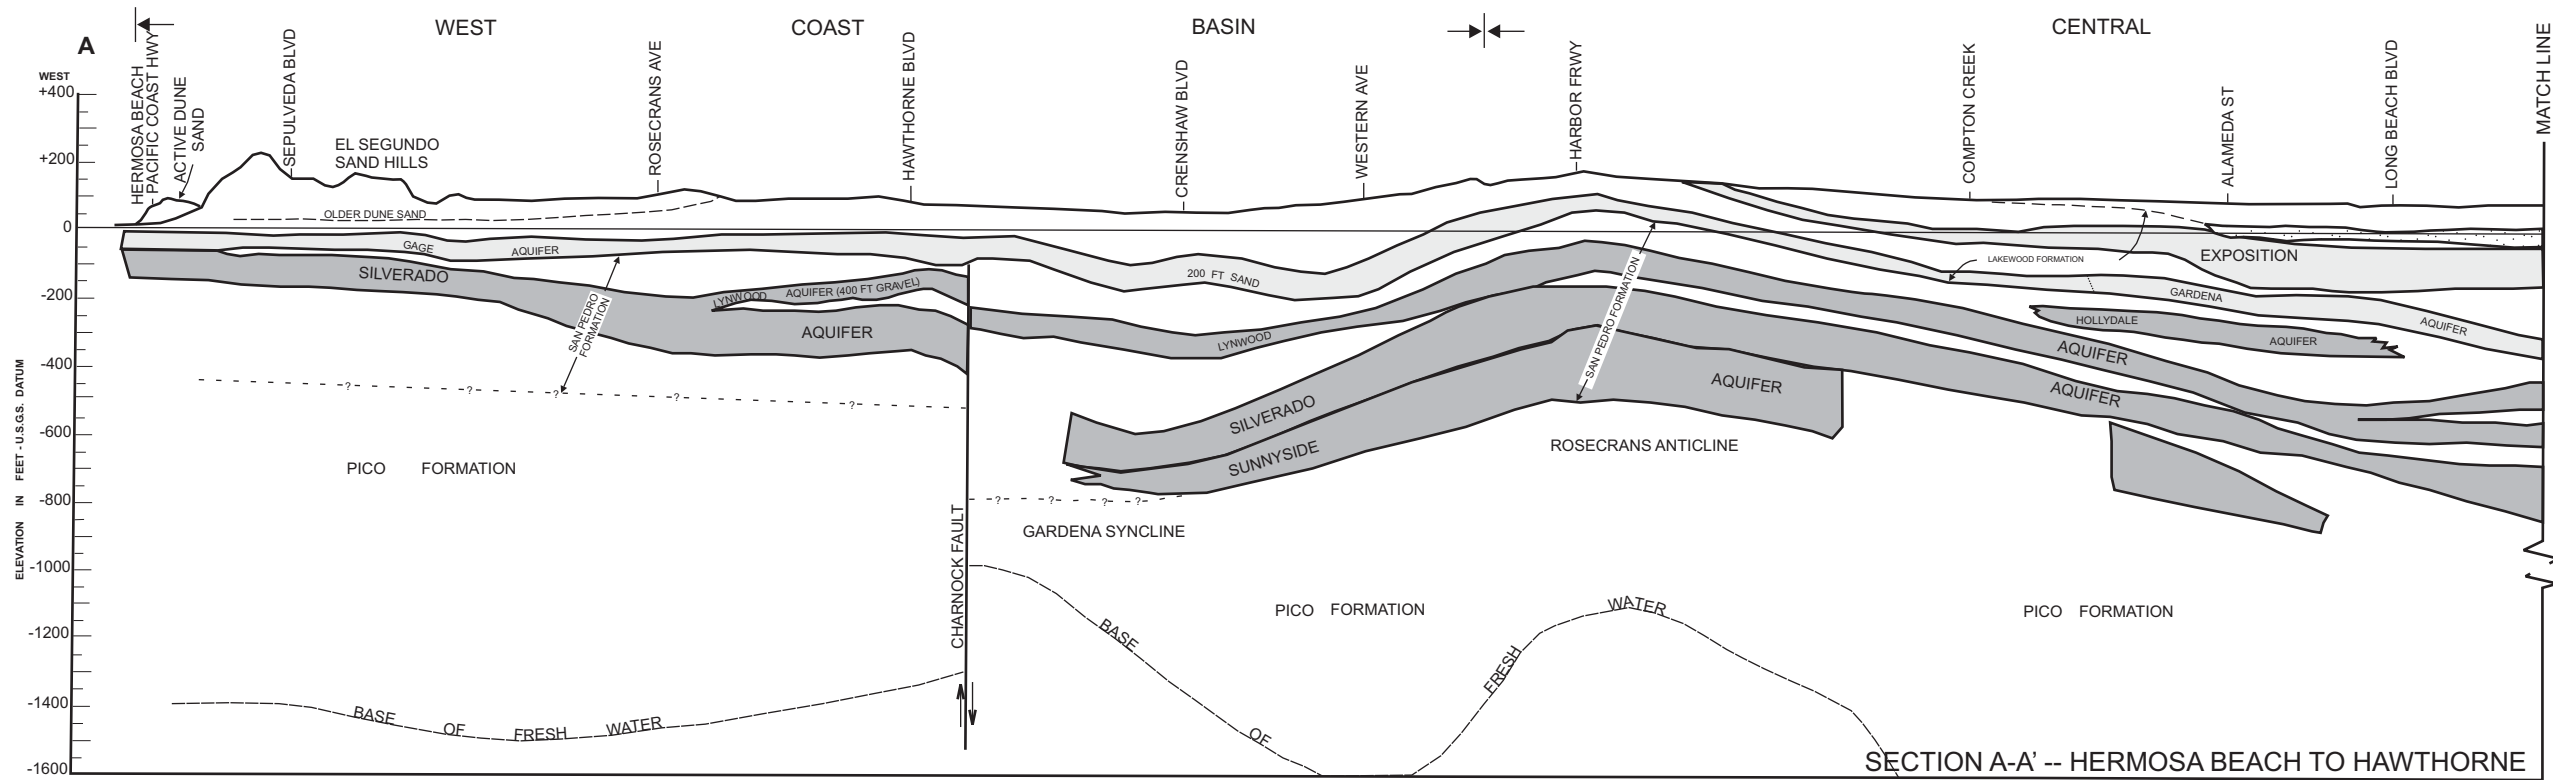 WEST COAST BASIN CENTRAL
A
WEST
HERMOSA BEACH
PACIFIC COAST HWY
ACTIVE DUNE
SAND
SEPULVEDA BLVD
EL SEGUNDO
SAND HILLS
ROSECRANS AVE
HAWTHORNE BLVD
CRENSHAW BLVD
WESTERN AVE
HARBOR FRWY
COMPTON CREEK
ALAMEDA ST
LONG BEACH BLVD
MATCH LINE
ELEVATION IN FEET - U.S.G.S. DATUM
+400
+200
0
-200
-400
-600
-800
-1000
-1200
-1400
-1600
OLDER DUNE SAND
GAGE AQUIFER
200 FT SAND
SILVERADO
LYNWOOD AQUIFER (400 FT GRAVEL)
AQUIFER
SAN PEDRO
FORMATION
? ? ? ? ?
PICO FORMATION
CHARNOCK FAULT
BASE OF FRESH WATER
LYNWOOD
SILVERADO
SUNNYSIDE
? ? ? ?
GARDENA SYNCLINE
SAN PEDRO FORMATION
AQUIFER
ROSECRANS ANTICLINE
PICO FORMATION
BASE OF FRESH WATER
LAKEWOOD FORMATION
EXPOSITION
GARDENA AQUIFER
HOLLYDALE AQUIFER
AQUIFER
AQUIFER
PICO FORMATION
SECTION A-A' -- HERMOSA BEACH TO HAWTHORNE